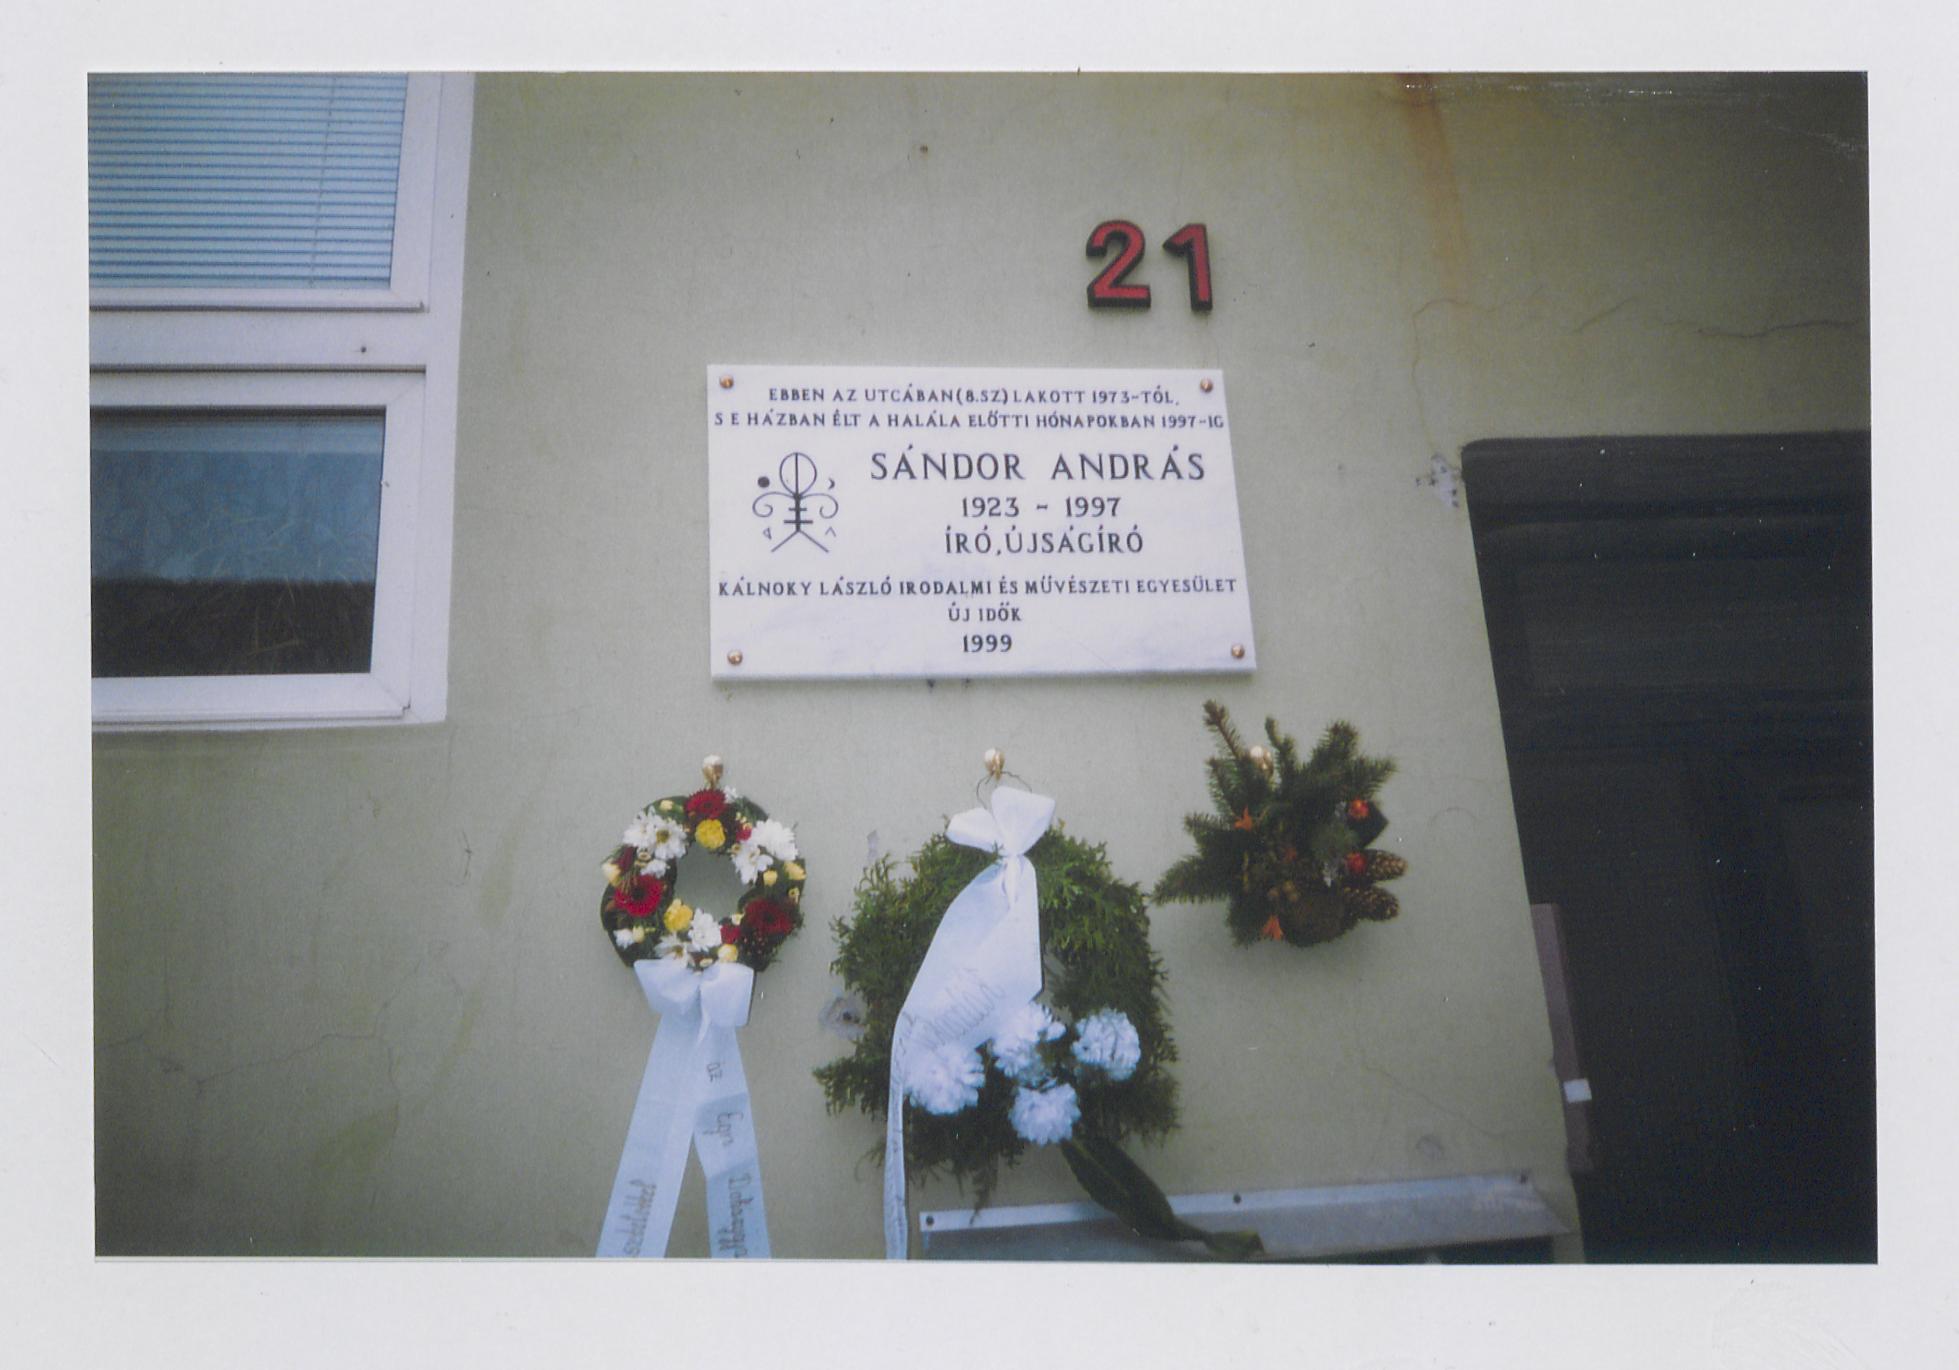 21
EBBEN AZ UTCÁBAN(8.SZ) LAKOTT 1973-TÓL,
S E HÁZBAN ÉLT A HALÁLA ELŐTTI HÓNAPOKBAN 1997-IG
SÁNDOR ANDRÁS
1923 - 1997
ÍRÓ, ÚJSÁGÍRÓ
KÁLNOKY LÁSZLÓ IRODALMI ÉS MŰVÉSZETI EGYESÜLET
ÚJ IDŐK
1999
az